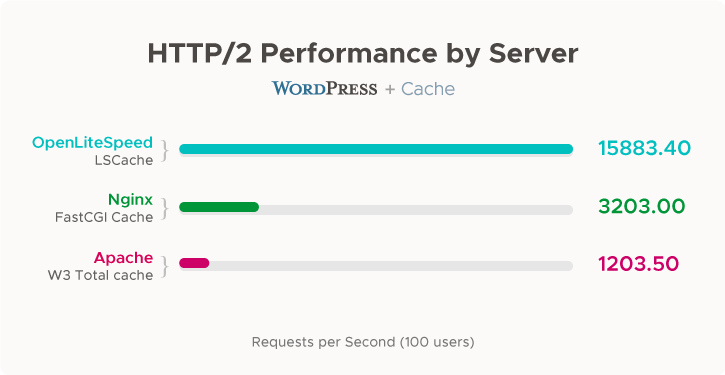 HTTP/2 Performance by Server
WORDPRESS + Cache
OpenLiteSpeed
LSCache
15883.40
Nginx
FastCGI Cache
3203.00
Apache
W3 Total cache
1203.50
Requests per Second (100 users)